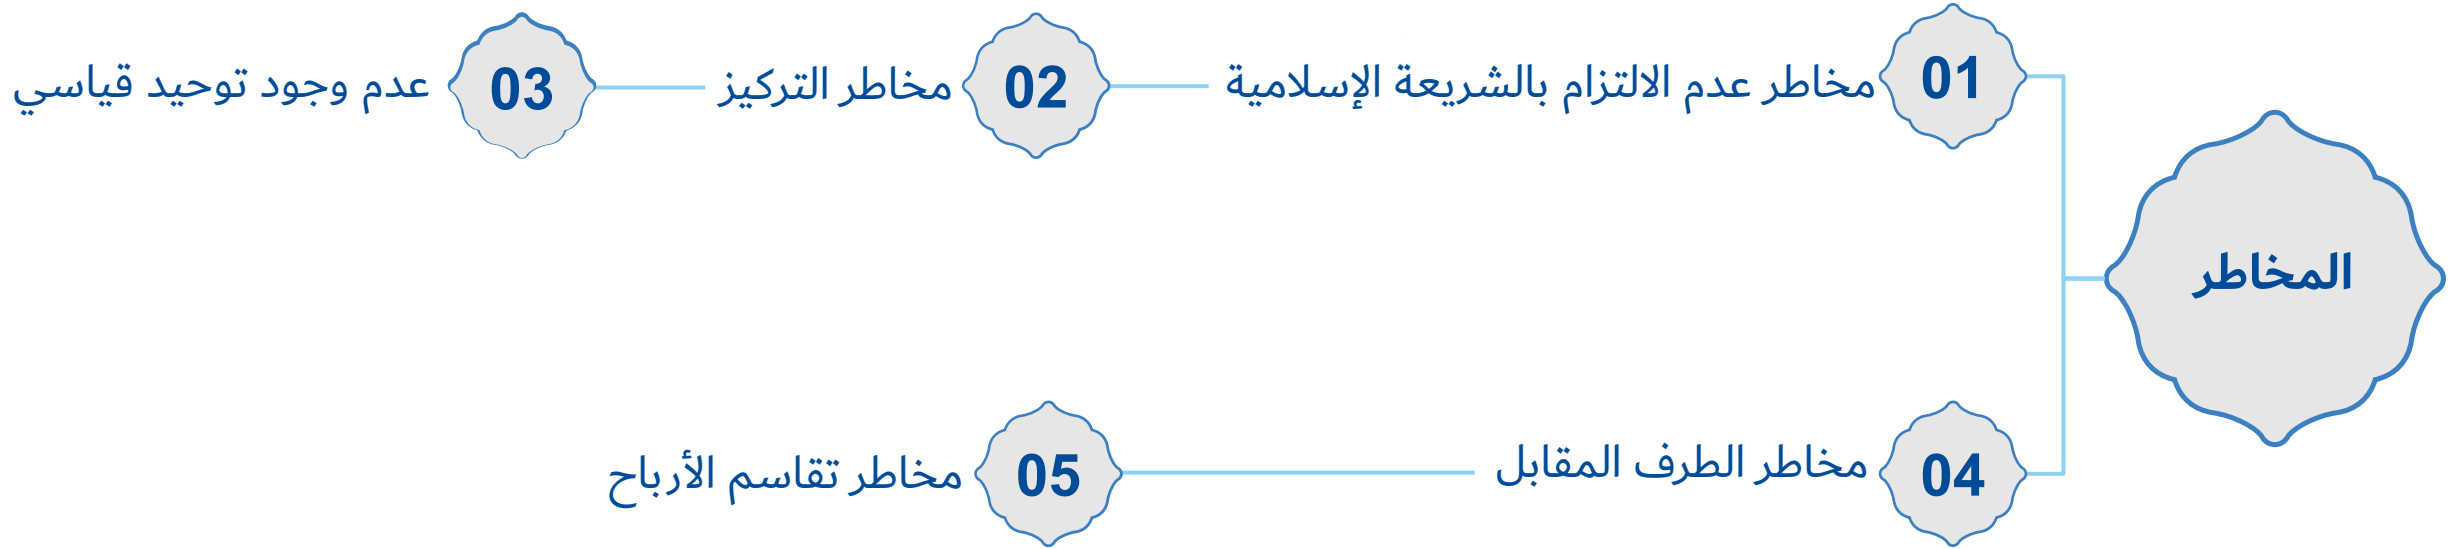 المخاطر
01
مخاطر عدم الالتزام بالشريعة الإسلامية
02
مخاطر التركيز
03
عدم وجود توحيد قياسي
04
مخاطر الطرف المقابل
05
مخاطر تقاسم الأرباح